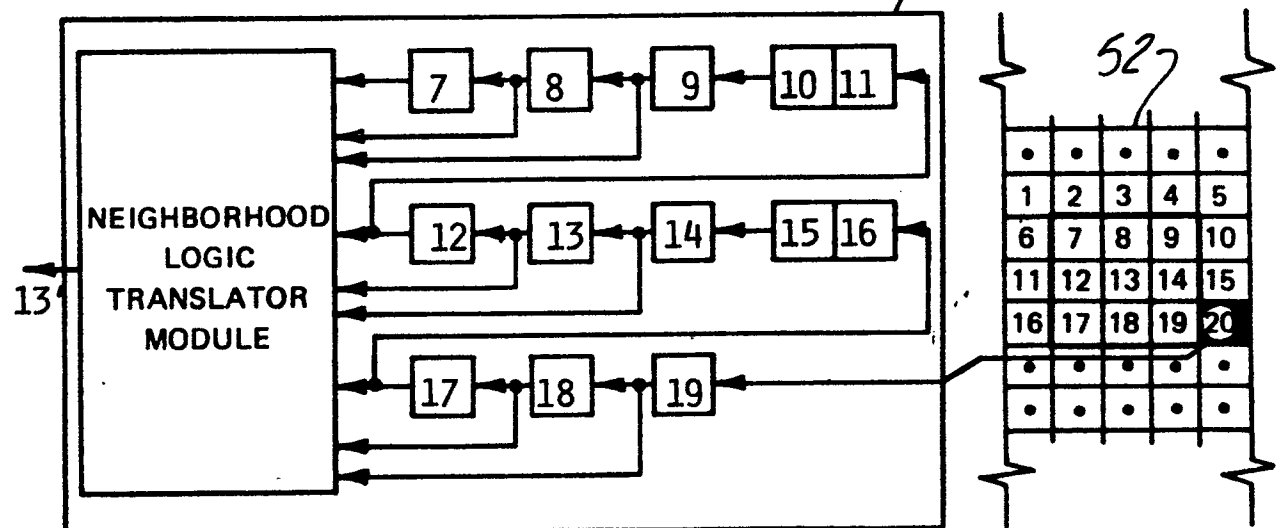 7 8 9 10 11
NEIGHBORHOOD
LOGIC
TRANSLATOR
MODULE
12 13 14 15 16
17 18 19
13'
52
1 2 3 4 5
6 7 8 9 10
11 12 13 14 15
16 17 18 19 20